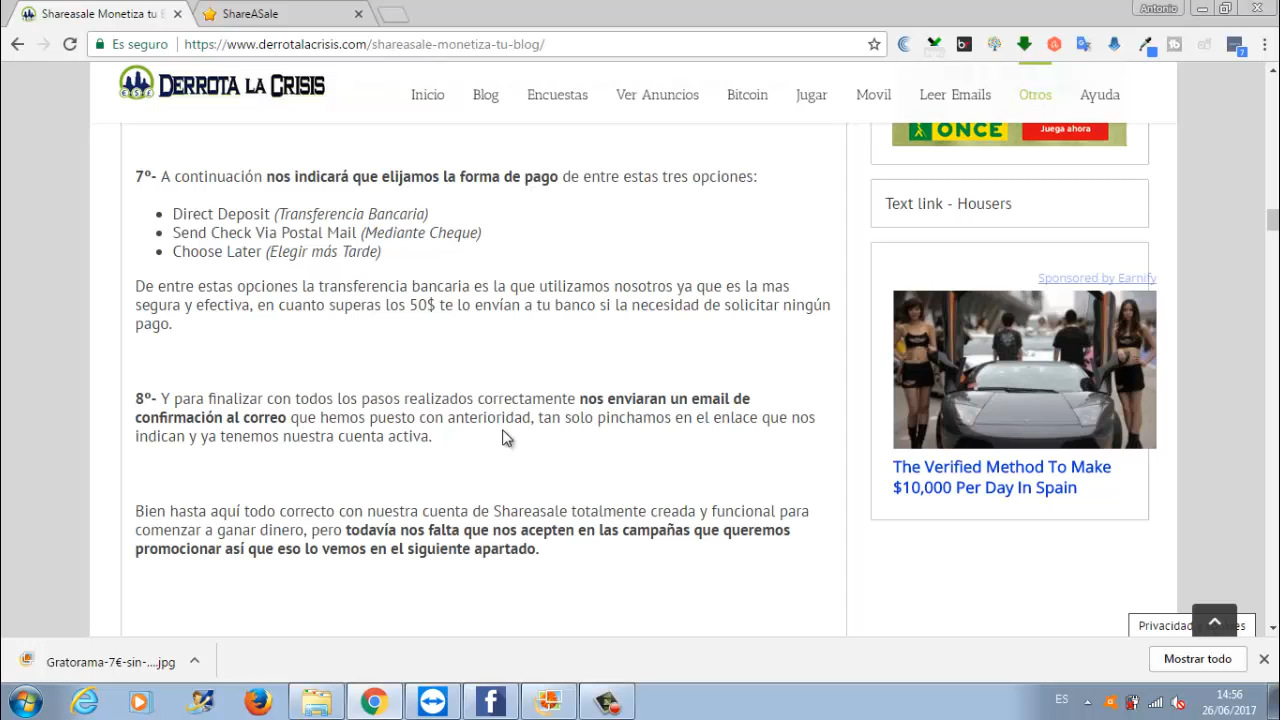 Shareasale Monetiza tu b
ShareASale
Antonio
Es seguro
https://www.derrotalacrisis.com/shareasale-monetiza-tu-blog/
DERROTA LA CRISIS
Inicio
Blog
Encuestas
Ver Anuncios
Bitcoin
Jugar
Movil
Leer Emails
Otros
Ayuda
ONCE
Juega ahora
7º- A continuación nos indicará que elijamos la forma de pago de entre estas tres opciones:
Direct Deposit (Transferencia Bancaria)
Send Check Via Postal Mail (Mediante Cheque)
Choose Later (Elegir más Tarde)
De entre estas opciones la transferencia bancaria es la que utilizamos nosotros ya que es la mas
segura y efectiva, en cuanto superas los 50$ te lo envían a tu banco si la necesidad de solicitar ningún
pago.
8º- Y para finalizar con todos los pasos realizados correctamente nos enviaran un email de
confirmación al correo que hemos puesto con anterioridad, tan solo pinchamos en el enlace que nos
indican y ya tenemos nuestra cuenta activa.
Bien hasta aquí todo correcto con nuestra cuenta de Shareasale totalmente creada y funcional para
comenzar a ganar dinero, pero todavía nos falta que nos acepten en las campañas que queremos
promocionar así que eso lo vemos en el siguiente apartado.
Text link - Housers
Sponsored by Earnify
The Verified Method To Make
$10,000 Per Day In Spain
Privacidad
Gratorama-7€-sin-....jpg
Mostrar todo
ES
14:56
26/06/2017